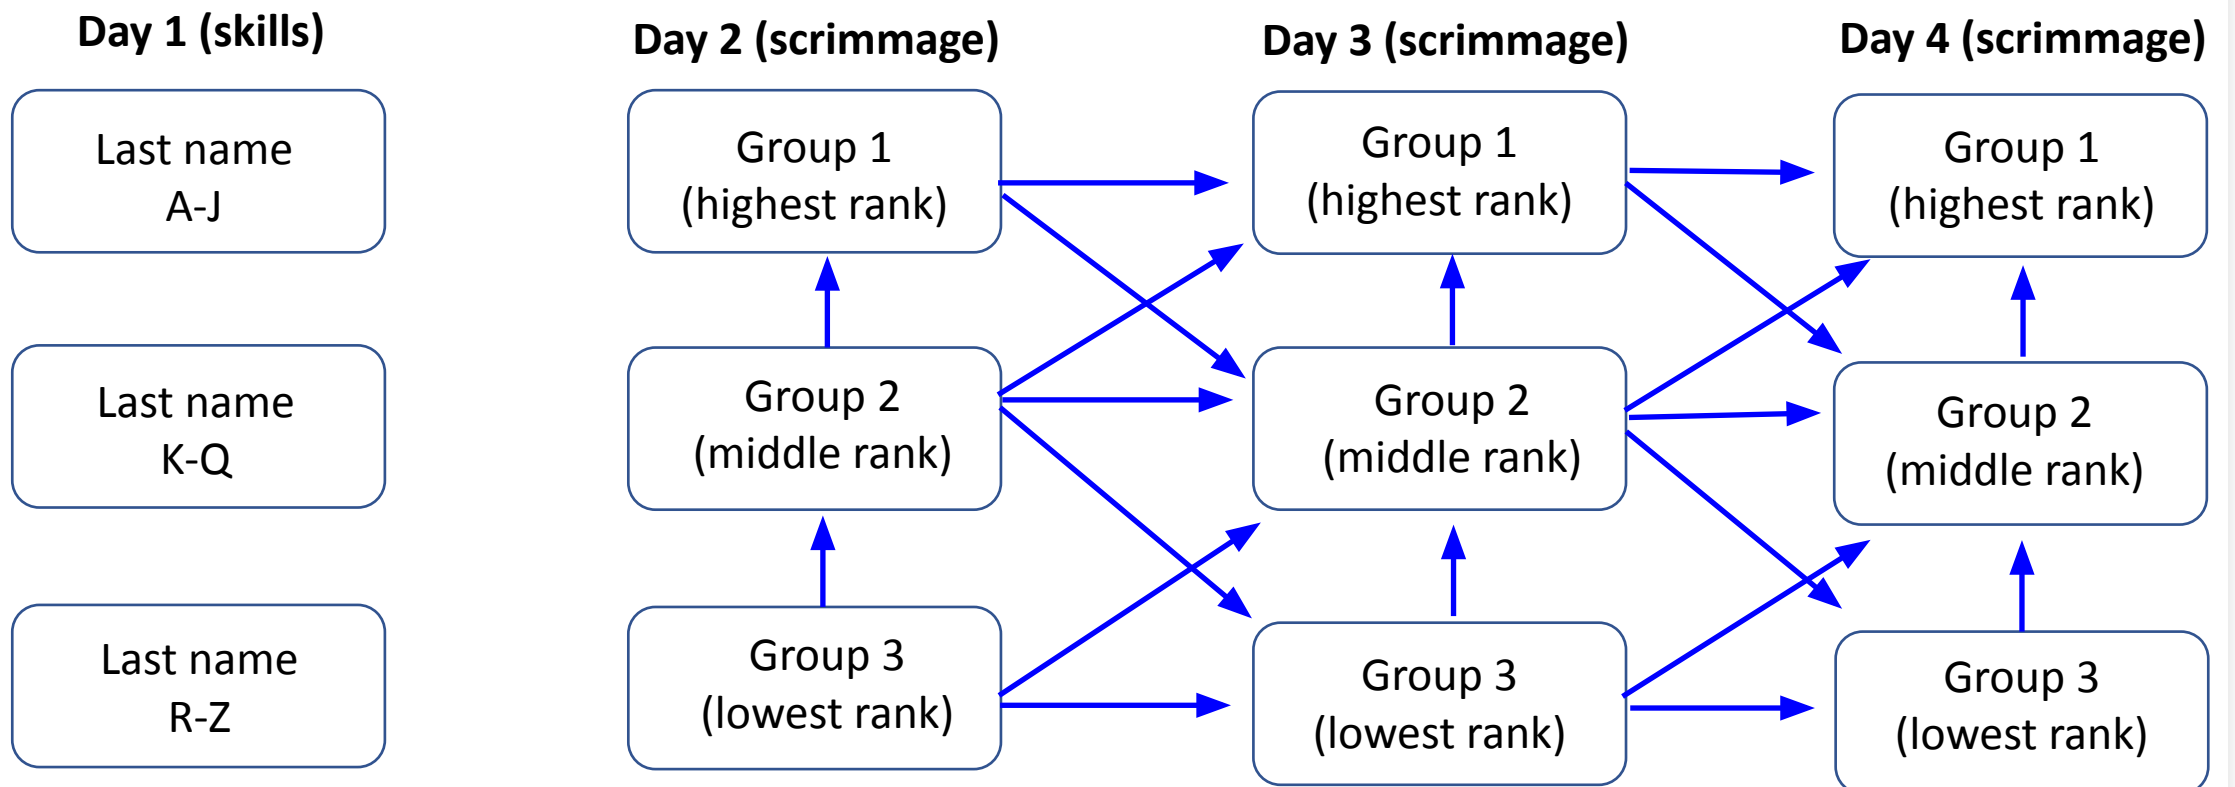 Day 1 (skills)
Day 2 (scrimmage)
Day 3 (scrimmage)
Day 4 (scrimmage)
Last name
A-J
Group 1
(highest rank)
Group 1
(highest rank)
Group 1
(highest rank)
Last name
K-Q
Group 2
(middle rank)
Group 2
(middle rank)
Group 2
(middle rank)
Last name
R-Z
Group 3
(lowest rank)
Group 3
(lowest rank)
Group 3
(lowest rank)